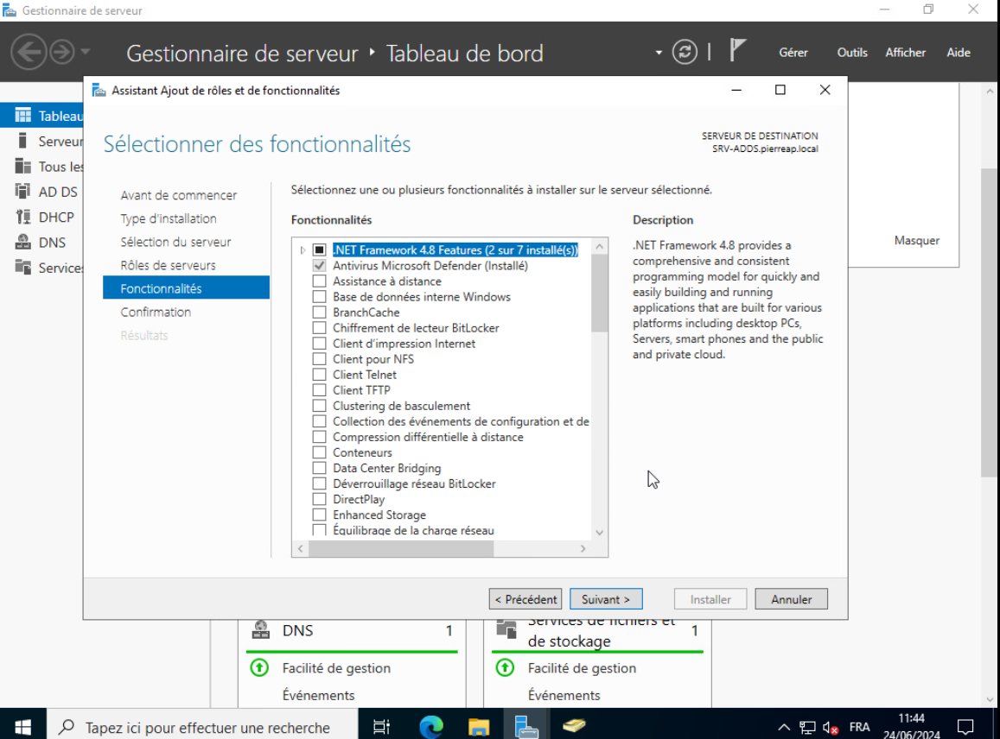 Gestionnaire de serveur
Gestionnaire de serveur ‣ Tableau de bord
Gérer Outils Afficher Aide
Assistant Ajout de rôles et de fonctionnalités
Sélectionner des fonctionnalités
SERVEUR DE DESTINATION
SRV-ADDS.pierreap.local
Tableau
Serveur
Tous les
AD DS
DHCP
DNS
Services
Avant de commencer
Type d'installation
Sélection du serveur
Rôles de serveurs
Fonctionnalités
Confirmation
Résultats
Sélectionnez une ou plusieurs fonctionnalités à installer sur le serveur sélectionné.
Fonctionnalités
.NET Framework 4.8 Features (2 sur 7 installé(s))
Antivirus Microsoft Defender (Installé)
Assistance à distance
Base de données interne Windows
BranchCache
Chiffrement de lecteur BitLocker
Client d'impression Internet
Client pour NFS
Client Telnet
Client TFTP
Clustering de basculement
Collection des événements de configuration et de
Compression différentielle à distance
Conteneurs
Data Center Bridging
Déverrouillage réseau BitLocker
DirectPlay
Enhanced Storage
Équilibrage de la charge réseau
Description
.NET Framework 4.8 provides a
comprehensive and consistent
programming model for quickly and
easily building and running
applications that are built for various
platforms including desktop PCs,
Servers, smart phones and the public
and private cloud.
Masquer
< Précédent
Suivant >
Installer
Annuler
DNS 1
Facilité de gestion
Événements
Services de fichiers et
de stockage 1
Facilité de gestion
Événements
Tapez ici pour effectuer une recherche
FRA
11:44
24/06/2024